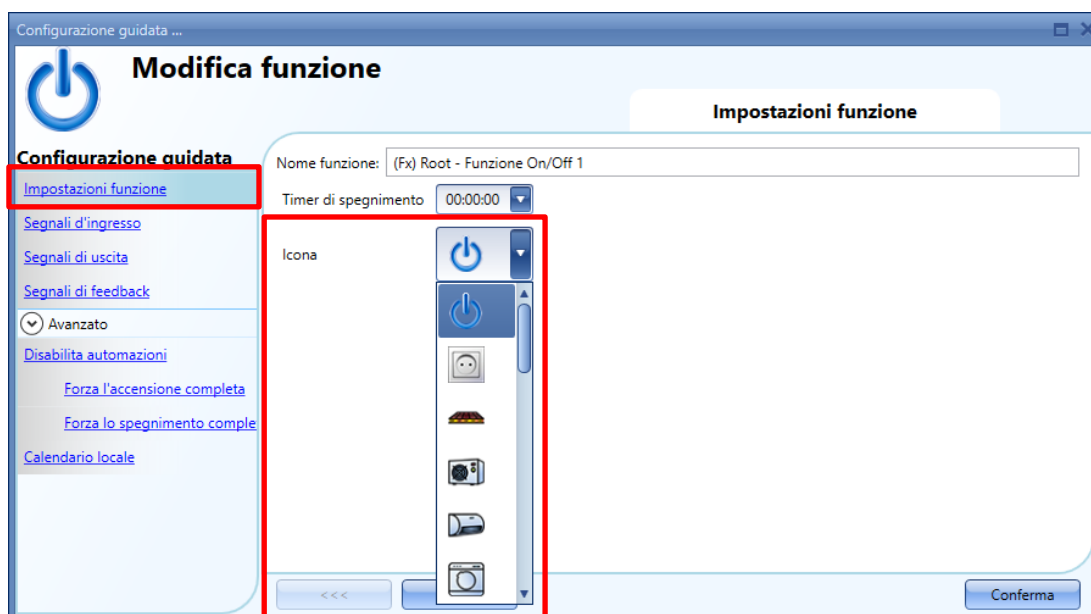 Configurazione guidata ...
Modifica funzione
Impostazioni funzione
Configurazione guidata
Impostazioni funzione
Segnali d'ingresso
Segnali di uscita
Segnali di feedback
Avanzato
Disabilita automazioni
Forza l'accensione completa
Forza lo spegnimento comple
Calendario locale
Nome funzione: (Fx) Root - Funzione On/Off 1
Timer di spegnimento 00:00:00
Icona
<<<
Conferma